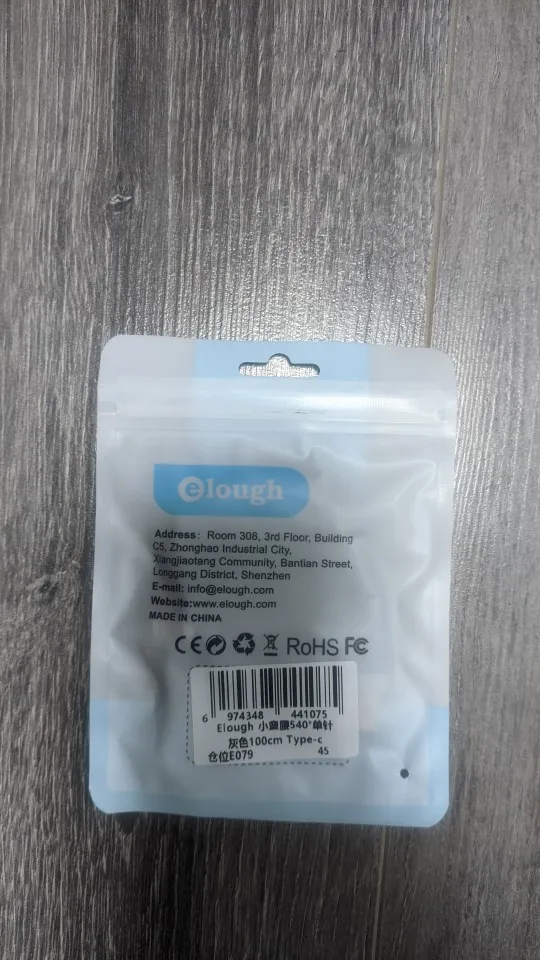 elough
Address: Room 308, 3rd Floor, Building
C5, Zhonghao Industrial City,
Xiangjiaotang Community, Bantian Street,
Longgang District, Shenzhen
E-mail: info@elough.com
Website:www.elough.com
MADE IN CHINA
CE RoHS FC
6 974348 441075
Elough 小蛮腰540°单针
灰色100cm Type-c
仓位E079 45